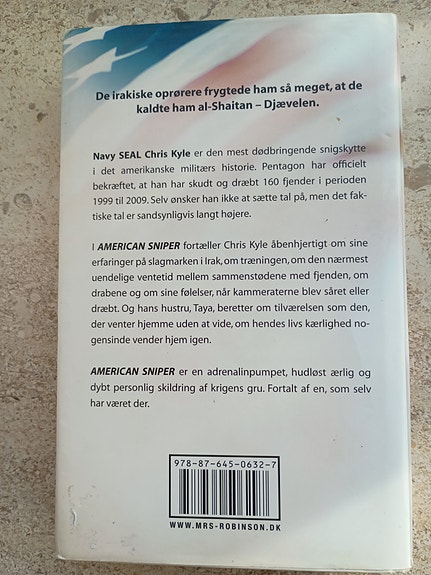 De irakiske oprørere frygtede ham så meget, at de
kaldte ham al-Shaitan – Djævelen.
Navy SEAL Chris Kyle er den mest dødbringende snigskytte
i det amerikanske militærs historie. Pentagon har officielt
bekræftet, at han har skudt og dræbt 160 fjender i perioden
1999 til 2009. Selv ønsker han ikke at sætte tal på, men det fak-
tiske tal er sandsynligvis langt højere.
I AMERICAN SNIPER fortæller Chris Kyle åbenhjertigt om sine
erfaringer på slagmarken i Irak, om træningen, om den nærmest
uendelige ventetid mellem sammenstødene med fjenden, om
drabene og om sine følelser, når kammeraterne blev såret eller
dræbt. Og hans hustru, Taya, beretter om tilværelsen som den,
der venter hjemme uden at vide, om hendes livs kærlighed no-
gensinde vender hjem igen.
AMERICAN SNIPER er en adrenalinpumpet, hudløst ærlig og
dybt personlig skildring af krigens gru. Fortalt af en, som selv
har været der.
978-87-645-0632-7
WWW.MRS-ROBINSON.DK